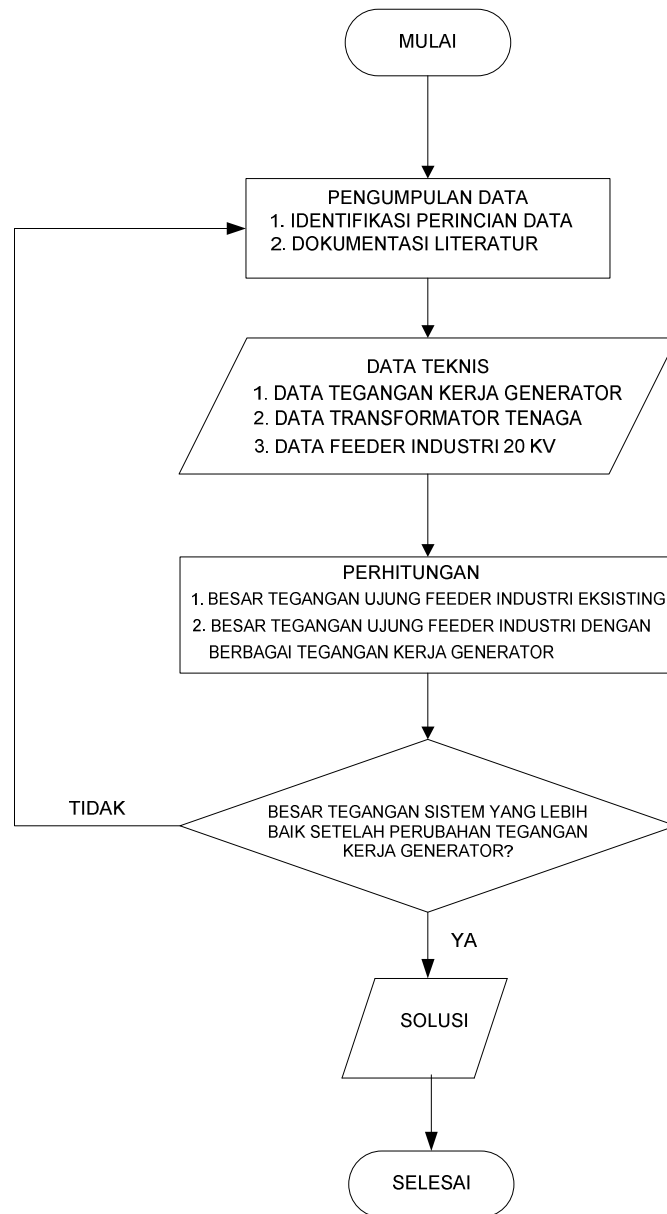 MULAI
PENGUMPULAN DATA
1. IDENTIFIKASI PERINCIAN DATA
2. DOKUMENTASI LITERATUR
DATA TEKNIS
1. DATA TEGANGAN KERJA GENERATOR
2. DATA TRANSFORMATOR TENAGA
3. DATA FEEDER INDUSTRI 20 KV
PERHITUNGAN
1. BESAR TEGANGAN UJUNG FEEDER INDUSTRI EKSISTING
2. BESAR TEGANGAN UJUNG FEEDER INDUSTRI DENGAN
BERBAGAI TEGANGAN KERJA GENERATOR
TIDAK
BESAR TEGANGAN SISTEM YANG LEBIH
BAIK SETELAH PERUBAHAN TEGANGAN
KERJA GENERATOR?
YA
SOLUSI
SELESAI